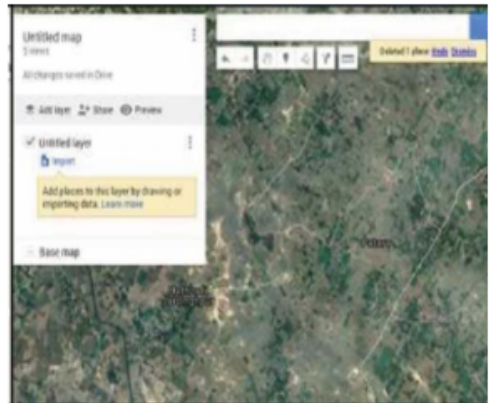 Untitled map
All changes saved in Drive
Deleted 1 place Undo Dismiss
Add layer Share Preview
Untitled layer
Import
Add places to this layer by drawing or
importing data. Learn more
Base map